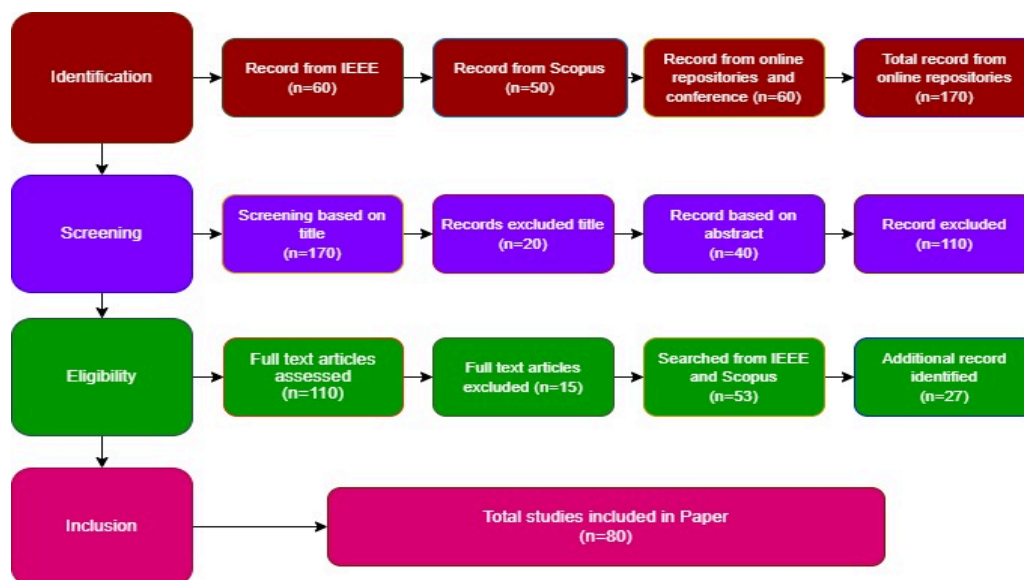 Identification
Record from IEEE
(n=60)
Record from Scopus
(n=50)
Record from online
repositories and
conference (n=60)
Total record from
online repositories
(n=170)
Screening
Screening based on
title
(n=170)
Records excluded title
(n=20)
Record based on
abstract
(n=40)
Record excluded
(n=110)
Eligibility
Full text articles
assessed
(n=110)
Full text articles
excluded (n=15)
Searched from IEEE
and Scopus
(n=53)
Additional record
identified
(n=27)
Inclusion
Total studies included in Paper
(n=80)